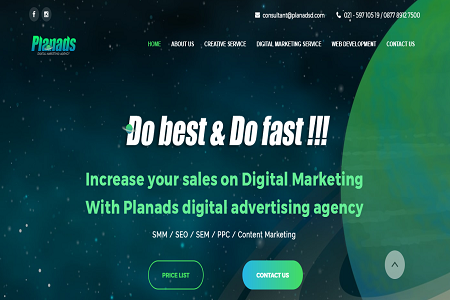 consultant@planadsd.com 021 - 597 105 19 / 0877 8912 7500
Planads
DIGITAL MARKETING AGENCY
HOME ABOUT US CREATIVE SERVICE DIGITAL MARKETING SERVICE WEB DEVELOPMENT CONTACT US
Do best & Do fast !!!
Increase your sales on Digital Marketing
With Planads digital advertising agency
SMM / SEO / SEM / PPC / Content Marketing
PRICE LIST CONTACT US